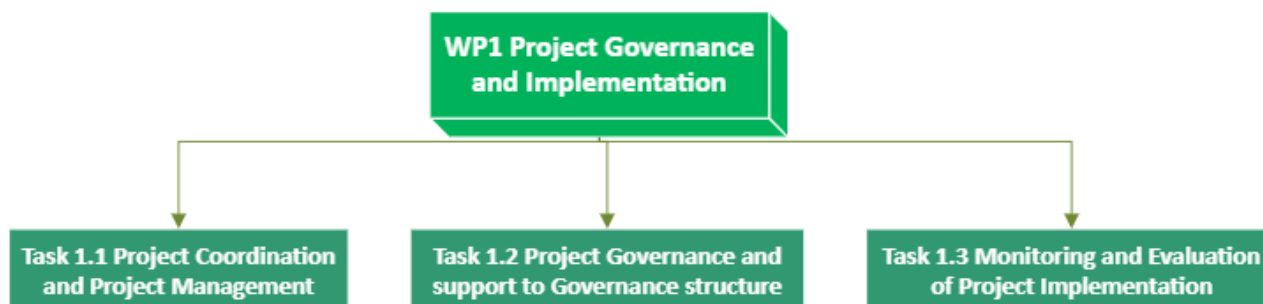 WP1 Project Governance
and Implementation
Task 1.1 Project Coordination
and Project Management
Task 1.2 Project Governance and
support to Governance structure
Task 1.3 Monitoring and Evaluation
of Project Implementation